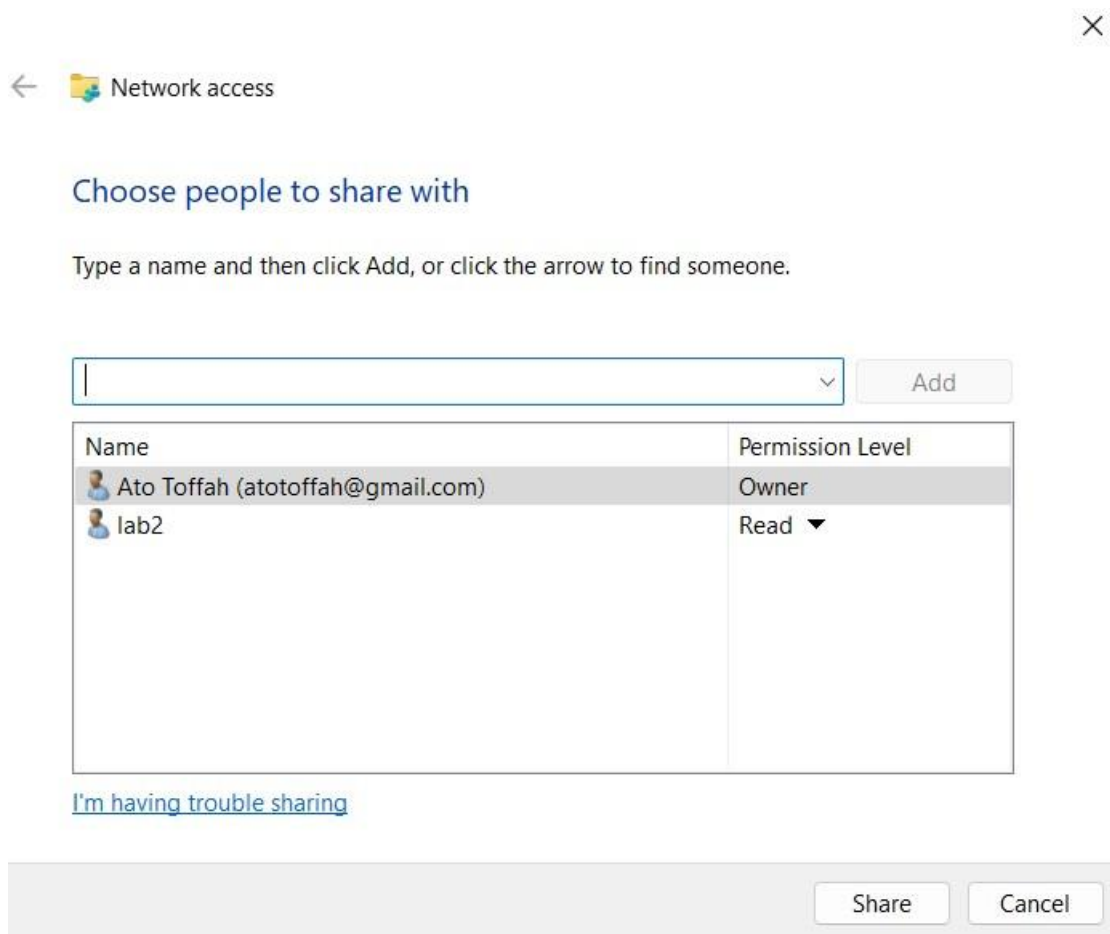 Network access
Choose people to share with
Type a name and then click Add, or click the arrow to find someone.
Add
Name Permission Level
Ato Toffah (atotoffah@gmail.com) Owner
lab2 Read
I'm having trouble sharing
Share Cancel